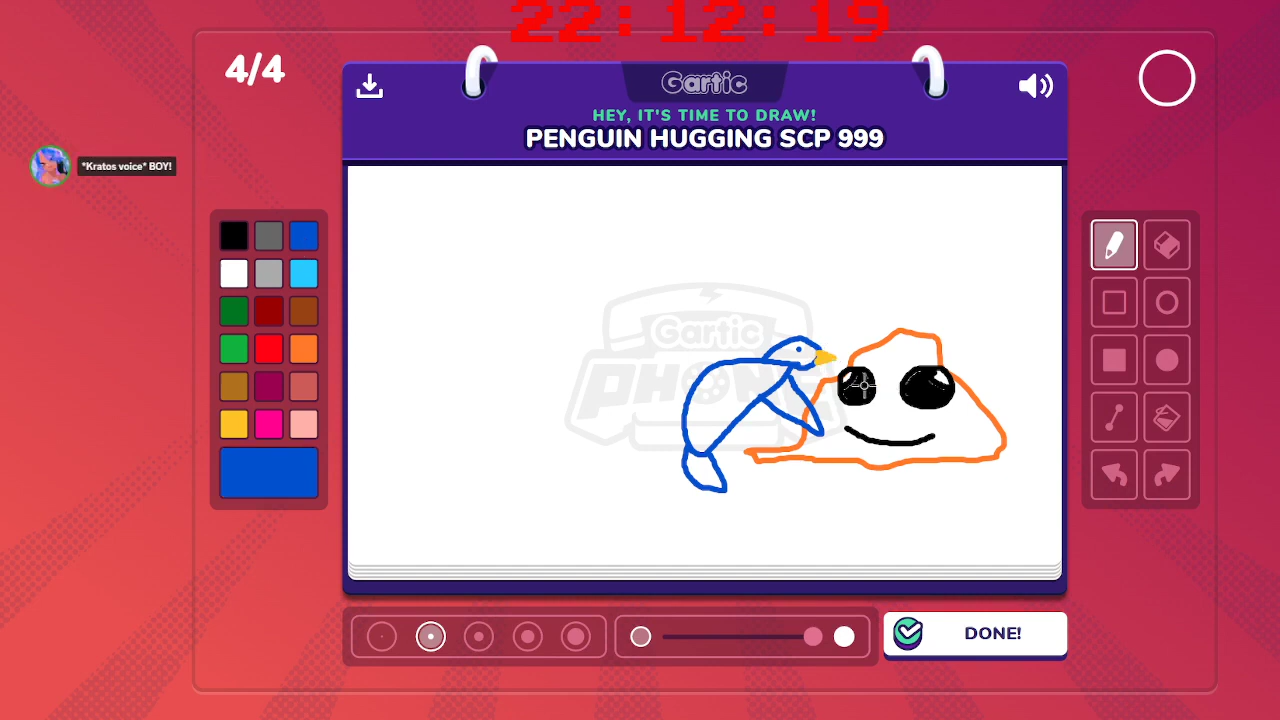 22:12:19
4/4
Gartic
HEY, IT'S TIME TO DRAW!
PENGUIN HUGGING SCP 999
*Kratos voice* BOY!
Gartic
PHONE
DONE!